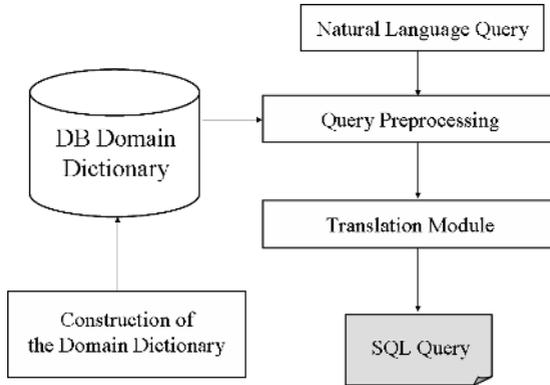 Natural Language Query
DB Domain
Dictionary
Query Preprocessing
Translation Module
Construction of
the Domain Dictionary
SQL Query